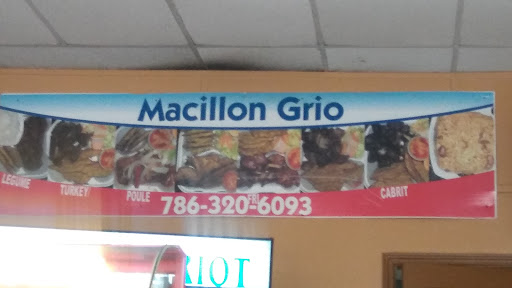 Macillon Grio
LEGUME
TURKEY
POULE
CABRIT
786-320-6093
RIOT